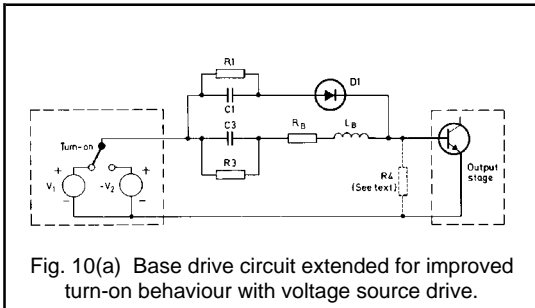 R1
D1
C1
C3
RB
LB
Turn-on
R3
R4
(See text)
Output
stage
+
+
V1
-V2
-
-
Fig. 10(a) Base drive circuit extended for improved
turn-on behaviour with voltage source drive.